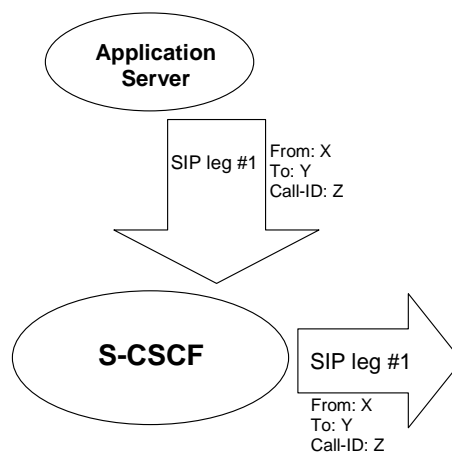 Application
Server
SIP leg #1
From: X
To: Y
Call-ID: Z
S-CSCF
SIP leg #1
From: X
To: Y
Call-ID: Z